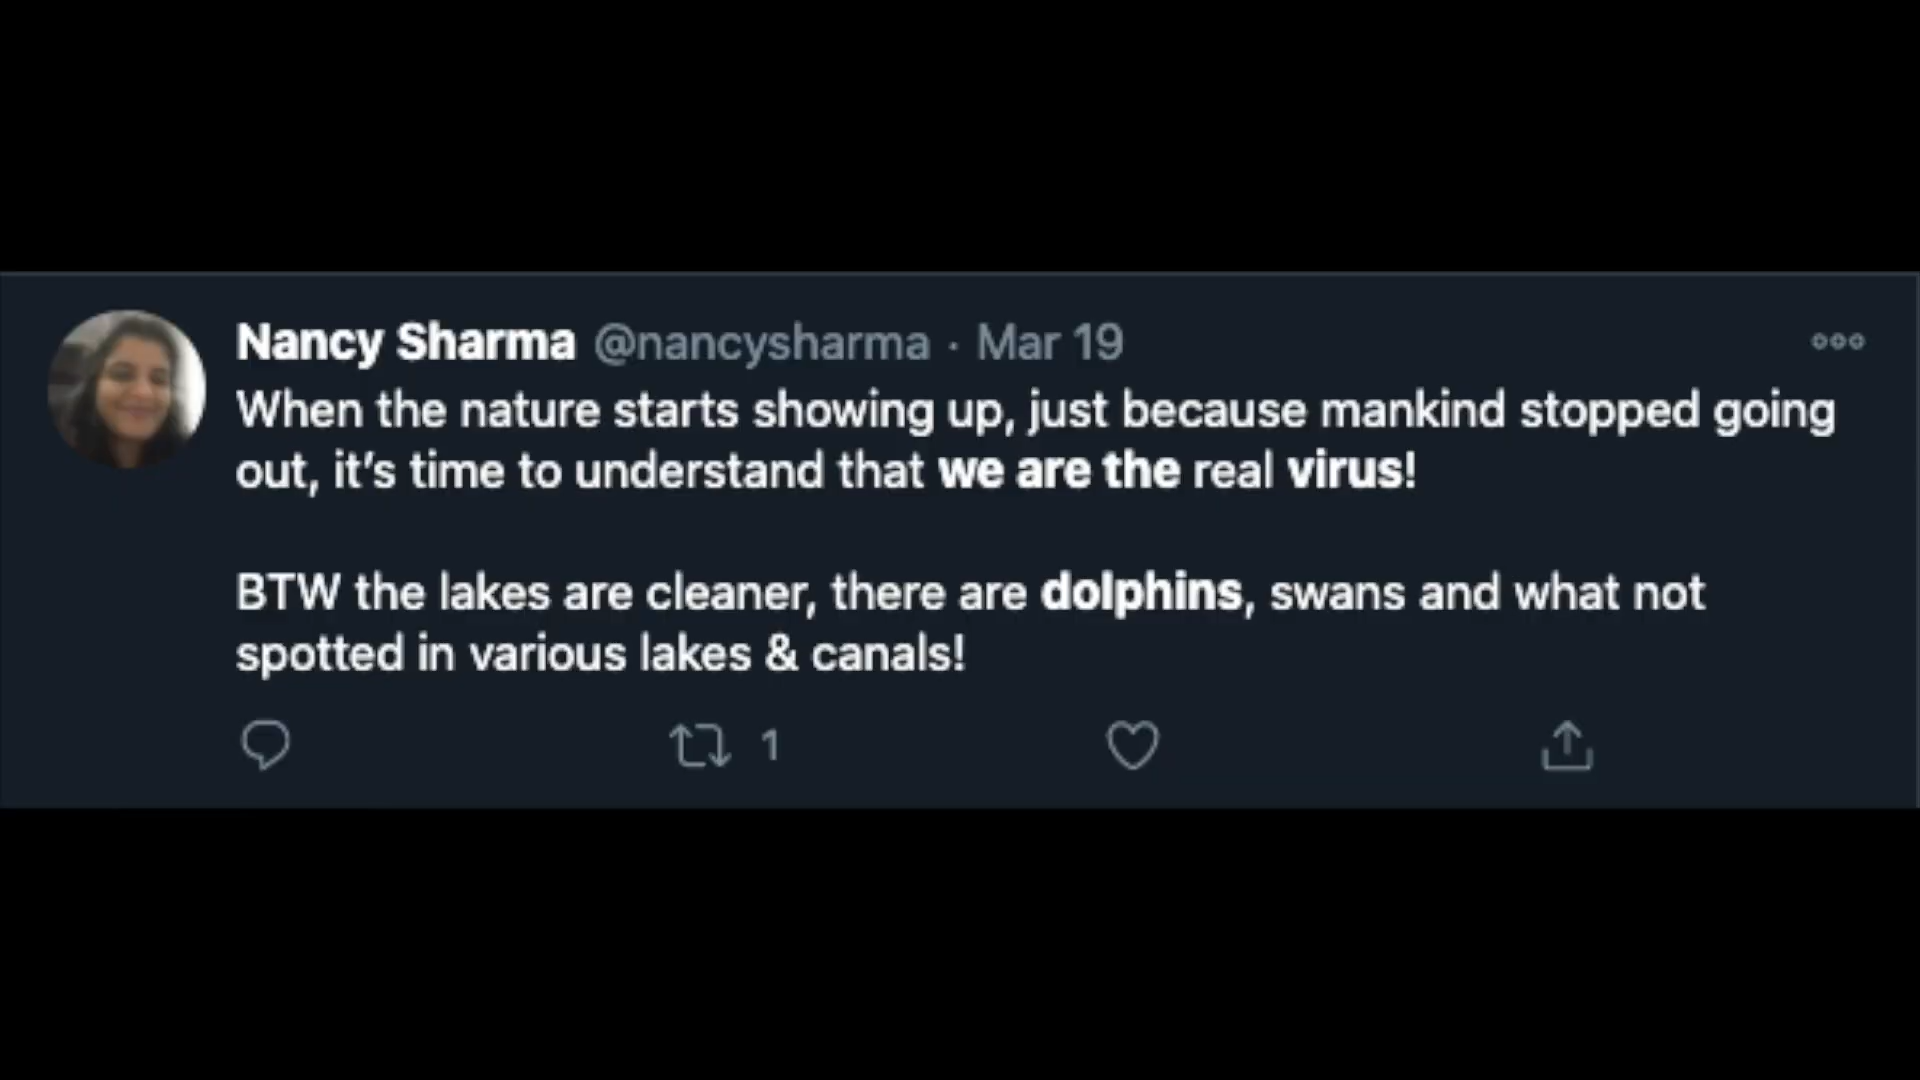 Nancy Sharma @nancysharma · Mar 19
When the nature starts showing up, just because mankind stopped going
out, it's time to understand that we are the real virus!
BTW the lakes are cleaner, there are dolphins, swans and what not
spotted in various lakes & canals!
1